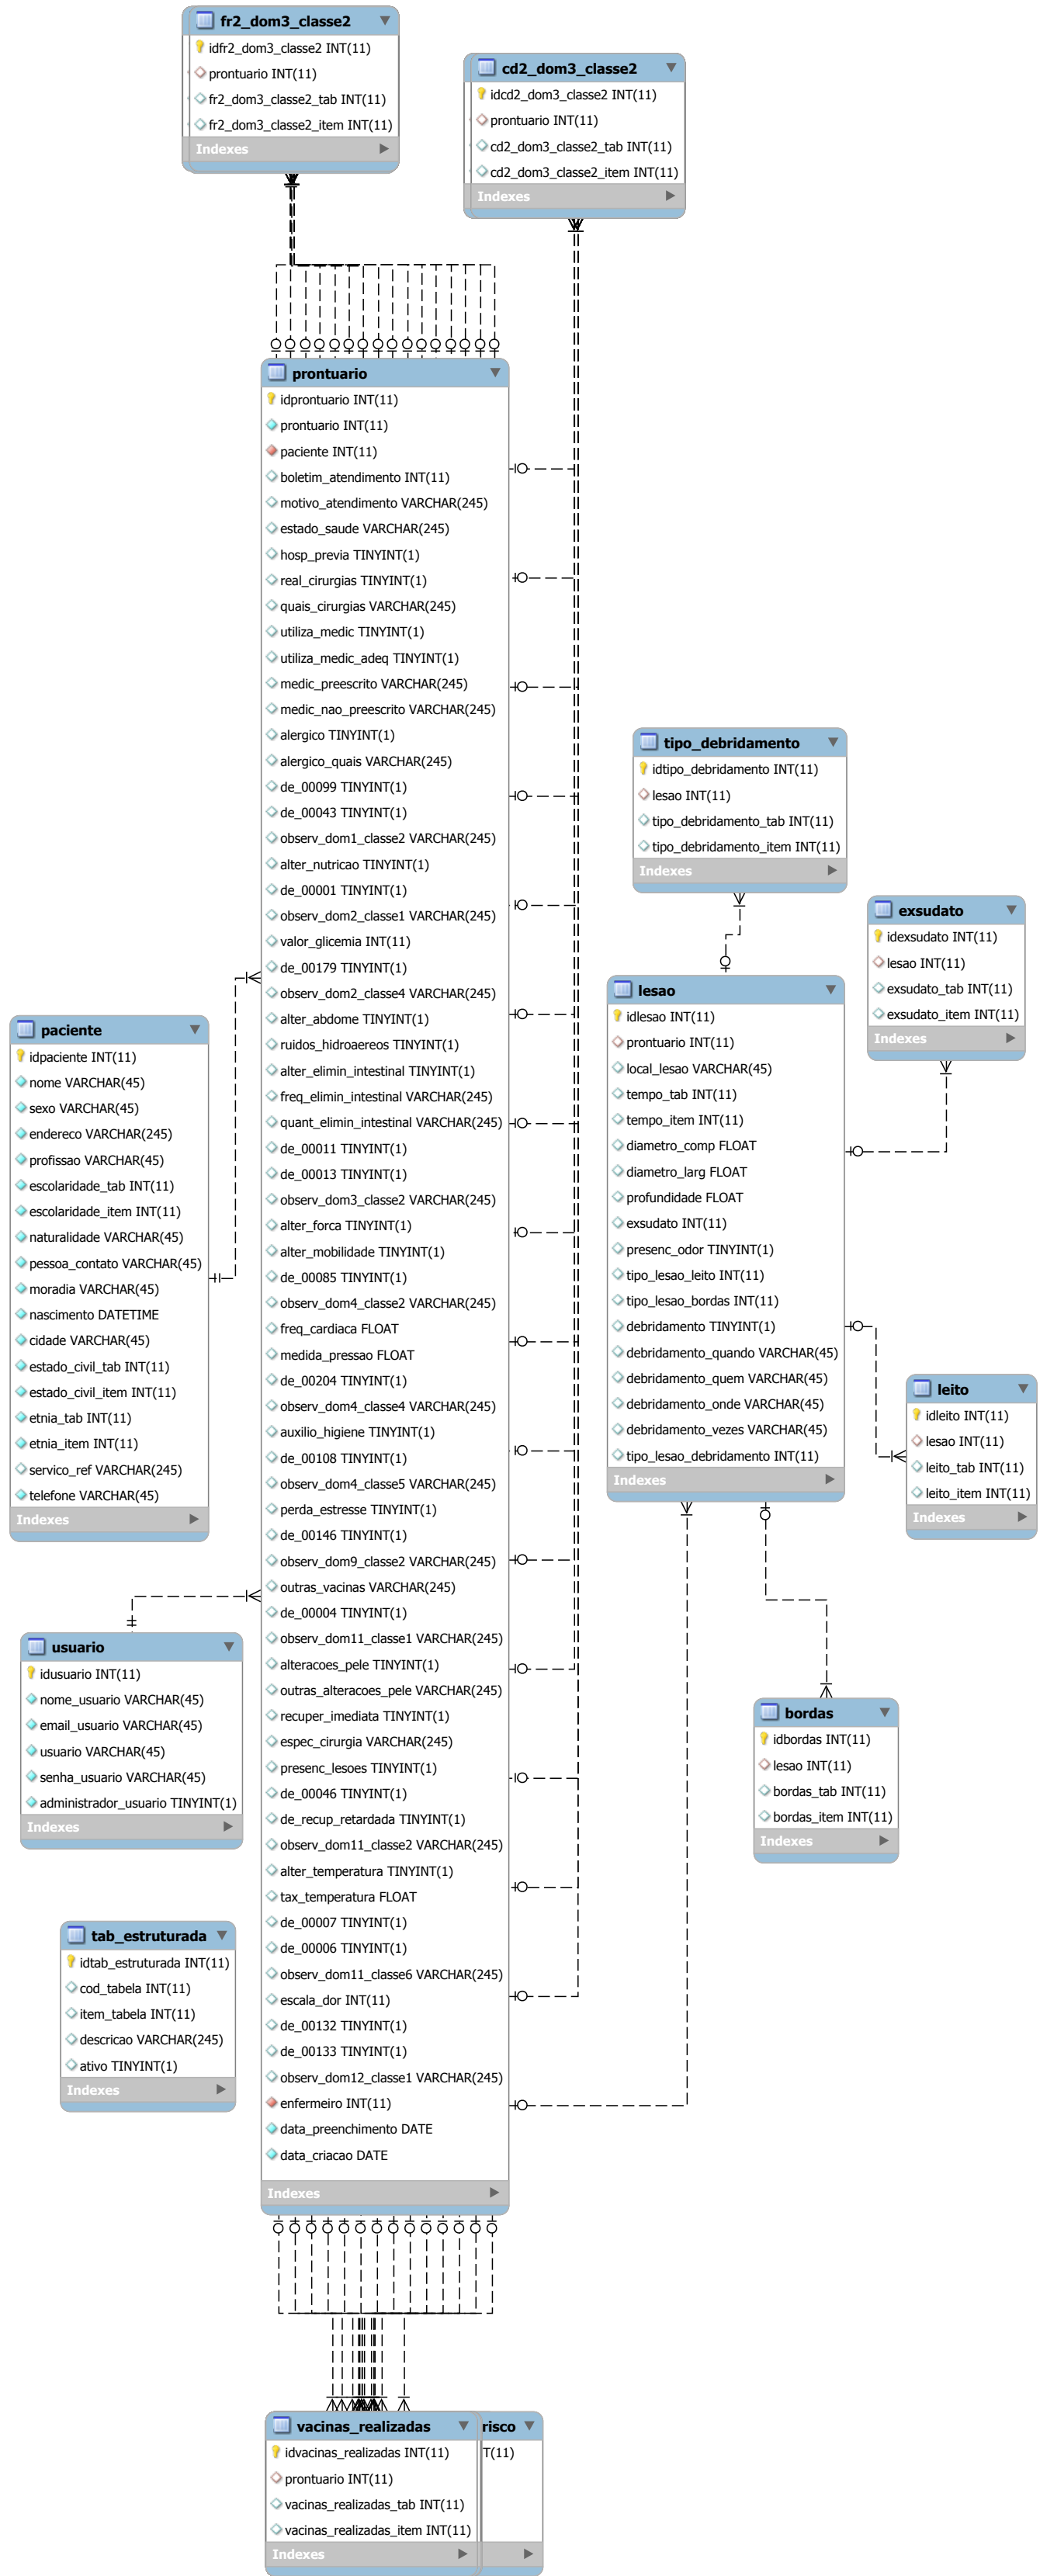 fr2_dom3_classe2
idfr2_dom3_classe2 INT(11)
prontuario INT(11)
fr2_dom3_classe2_tab INT(11)
fr2_dom3_classe2_item INT(11)
Indexes
cd2_dom3_classe2
idcd2_dom3_classe2 INT(11)
prontuario INT(11)
cd2_dom3_classe2_tab INT(11)
cd2_dom3_classe2_item INT(11)
Indexes
prontuario
idprontuario INT(11)
prontuario INT(11)
paciente INT(11)
boletim_atendimento INT(11)
motivo_atendimento VARCHAR(245)
estado_saude VARCHAR(245)
hosp_previa TINYINT(1)
real_cirurgias TINYINT(1)
quais_cirurgias VARCHAR(245)
utiliza_medic TINYINT(1)
utiliza_medic_adeq TINYINT(1)
medic_preescrito VARCHAR(245)
medic_nao_preescrito VARCHAR(245)
alergico TINYINT(1)
alergico_quais VARCHAR(245)
de_00099 TINYINT(1)
de_00043 TINYINT(1)
observ_dom1_classe2 VARCHAR(245)
alter_nutricao TINYINT(1)
de_00001 TINYINT(1)
observ_dom2_classe1 VARCHAR(245)
valor_glicemia INT(11)
de_00179 TINYINT(1)
observ_dom2_classe4 VARCHAR(245)
alter_abdome TINYINT(1)
ruidos_hidroaereos TINYINT(1)
alter_elimin_intestinal TINYINT(1)
freq_elimin_intestinal VARCHAR(245)
quant_elimin_intestinal VARCHAR(245)
de_00011 TINYINT(1)
de_00013 TINYINT(1)
observ_dom3_classe2 VARCHAR(245)
alter_forca TINYINT(1)
alter_mobilidade TINYINT(1)
de_00085 TINYINT(1)
observ_dom4_classe2 VARCHAR(245)
freq_cardiaca FLOAT
medida_pressao FLOAT
de_00204 TINYINT(1)
observ_dom4_classe4 VARCHAR(245)
auxilio_higiene TINYINT(1)
de_00108 TINYINT(1)
observ_dom4_classe5 VARCHAR(245)
perda_estresse TINYINT(1)
de_00146 TINYINT(1)
observ_dom9_classe2 VARCHAR(245)
outras_vacinas VARCHAR(245)
de_00004 TINYINT(1)
observ_dom11_classe1 VARCHAR(245)
alteracoes_pele TINYINT(1)
outras_alteracoes_pele VARCHAR(245)
recuper_imediata TINYINT(1)
espec_cirurgia VARCHAR(245)
presenc_lesoes TINYINT(1)
de_00046 TINYINT(1)
de_recup_retardada TINYINT(1)
observ_dom11_classe2 VARCHAR(245)
alter_temperatura TINYINT(1)
tax_temperatura FLOAT
de_00007 TINYINT(1)
de_00006 TINYINT(1)
observ_dom11_classe6 VARCHAR(245)
escala_dor INT(11)
de_00132 TINYINT(1)
de_00133 TINYINT(1)
observ_dom12_classe1 VARCHAR(245)
enfermeiro INT(11)
data_preenchimento DATE
data_criacao DATE
Indexes
tipo_debridamento
idtipo_debridamento INT(11)
lesao INT(11)
tipo_debridamento_tab INT(11)
tipo_debridamento_item INT(11)
Indexes
exsudato
idexsudato INT(11)
lesao INT(11)
exsudato_tab INT(11)
exsudato_item INT(11)
Indexes
lesao
idlesao INT(11)
prontuario INT(11)
local_lesao VARCHAR(45)
tempo_tab INT(11)
tempo_item INT(11)
diametro_comp FLOAT
diametro_larg FLOAT
profundidade FLOAT
exsudato INT(11)
presenc_odor TINYINT(1)
tipo_lesao_leito INT(11)
tipo_lesao_bordas INT(11)
debridamento TINYINT(1)
debridamento_quando VARCHAR(45)
debridamento_quem VARCHAR(45)
debridamento_onde VARCHAR(45)
debridamento_vezes VARCHAR(45)
tipo_lesao_debridamento INT(11)
Indexes
paciente
idpaciente INT(11)
nome VARCHAR(45)
sexo VARCHAR(45)
endereco VARCHAR(245)
profissao VARCHAR(45)
escolaridade_tab INT(11)
escolaridade_item INT(11)
naturalidade VARCHAR(45)
pessoa_contato VARCHAR(45)
moradia VARCHAR(45)
nascimento DATETIME
cidade VARCHAR(45)
estado_civil_tab INT(11)
estado_civil_item INT(11)
etnia_tab INT(11)
etnia_item INT(11)
servico_ref VARCHAR(245)
telefone VARCHAR(45)
Indexes
leito
idleito INT(11)
lesao INT(11)
leito_tab INT(11)
leito_item INT(11)
Indexes
usuario
idusuario INT(11)
nome_usuario VARCHAR(45)
email_usuario VARCHAR(45)
usuario VARCHAR(45)
senha_usuario VARCHAR(45)
administrador_usuario TINYINT(1)
Indexes
bordas
idbordas INT(11)
lesao INT(11)
bordas_tab INT(11)
bordas_item INT(11)
Indexes
tab_estruturada
idtab_estruturada INT(11)
cod_tabela INT(11)
item_tabela INT(11)
descricao VARCHAR(245)
ativo TINYINT(1)
Indexes
vacinas_realizadas
idvacinas_realizadas INT(11)
prontuario INT(11)
vacinas_realizadas_tab INT(11)
vacinas_realizadas_item INT(11)
Indexes
risco
T(11)